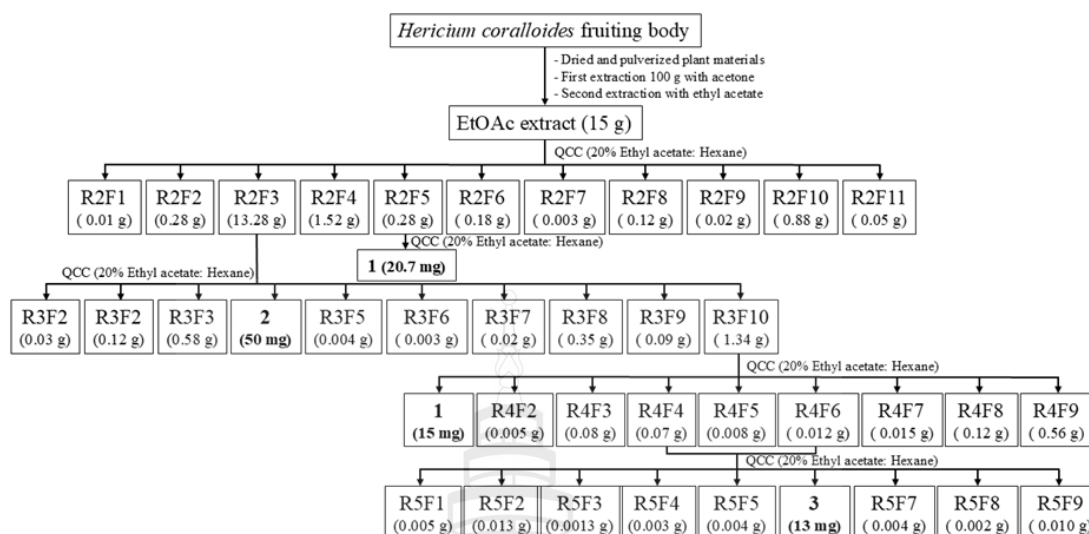 Hericium coralloides fruiting body
- Dried and pulverized plant materials
- First extraction 100 g with acetone
- Second extraction with ethyl acetate
EtOAc extract (15 g)
QCC (20% Ethyl acetate: Hexane)
R2F1 R2F2 R2F3 R2F4 R2F5 R2F6 R2F7 R2F8 R2F9 R2F10 R2F11
( 0.01 g) (0.28 g) (13.28 g) (1.52 g) (0.28 g) ( 0.18 g) ( 0.003 g) ( 0.12 g) ( 0.02 g) ( 0.88 g) ( 0.05 g)
QCC (20% Ethyl acetate: Hexane)
1 (20.7 mg)
QCC (20% Ethyl acetate: Hexane)
R3F2 R3F2 R3F3 2 R3F5 R3F6 R3F7 R3F8 R3F9 R3F10
(0.03 g) (0.12 g) (0.58 g) (50 mg) (0.004 g) ( 0.003 g) ( 0.02 g) ( 0.35 g) ( 0.09 g) ( 1.34 g)
QCC (20% Ethyl acetate: Hexane)
1 R4F2 R4F3 R4F4 R4F5 R4F6 R4F7 R4F8 R4F9
(15 mg) (0.005 g) (0.08 g) (0.07 g) (0.008 g) ( 0.012 g) ( 0.015 g) ( 0.12 g) ( 0.56 g)
QCC (20% Ethyl acetate: Hexane)
R5F1 R5F2 R5F3 R5F4 R5F5 3 R5F7 R5F8 R5F9
(0.005 g) (0.013 g) (0.0013 g) (0.003 g) (0.004 g) (13 mg) ( 0.004 g) ( 0.002 g) ( 0.010 g)